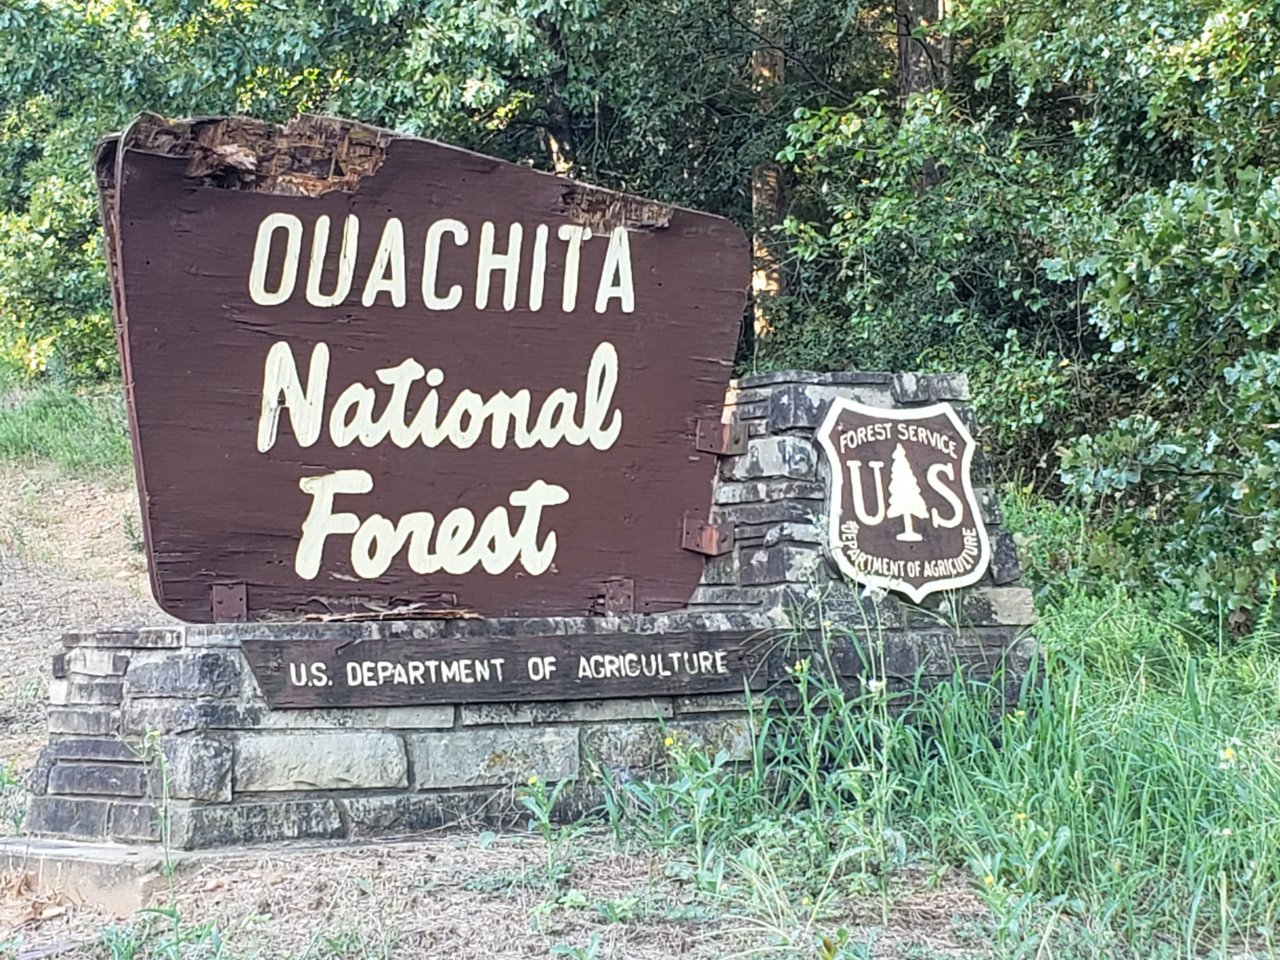 OUACHITA
National
Forest
U.S. DEPARTMENT OF AGRICULTURE
FOREST SERVICE
US
DEPARTMENT OF AGRICULTURE